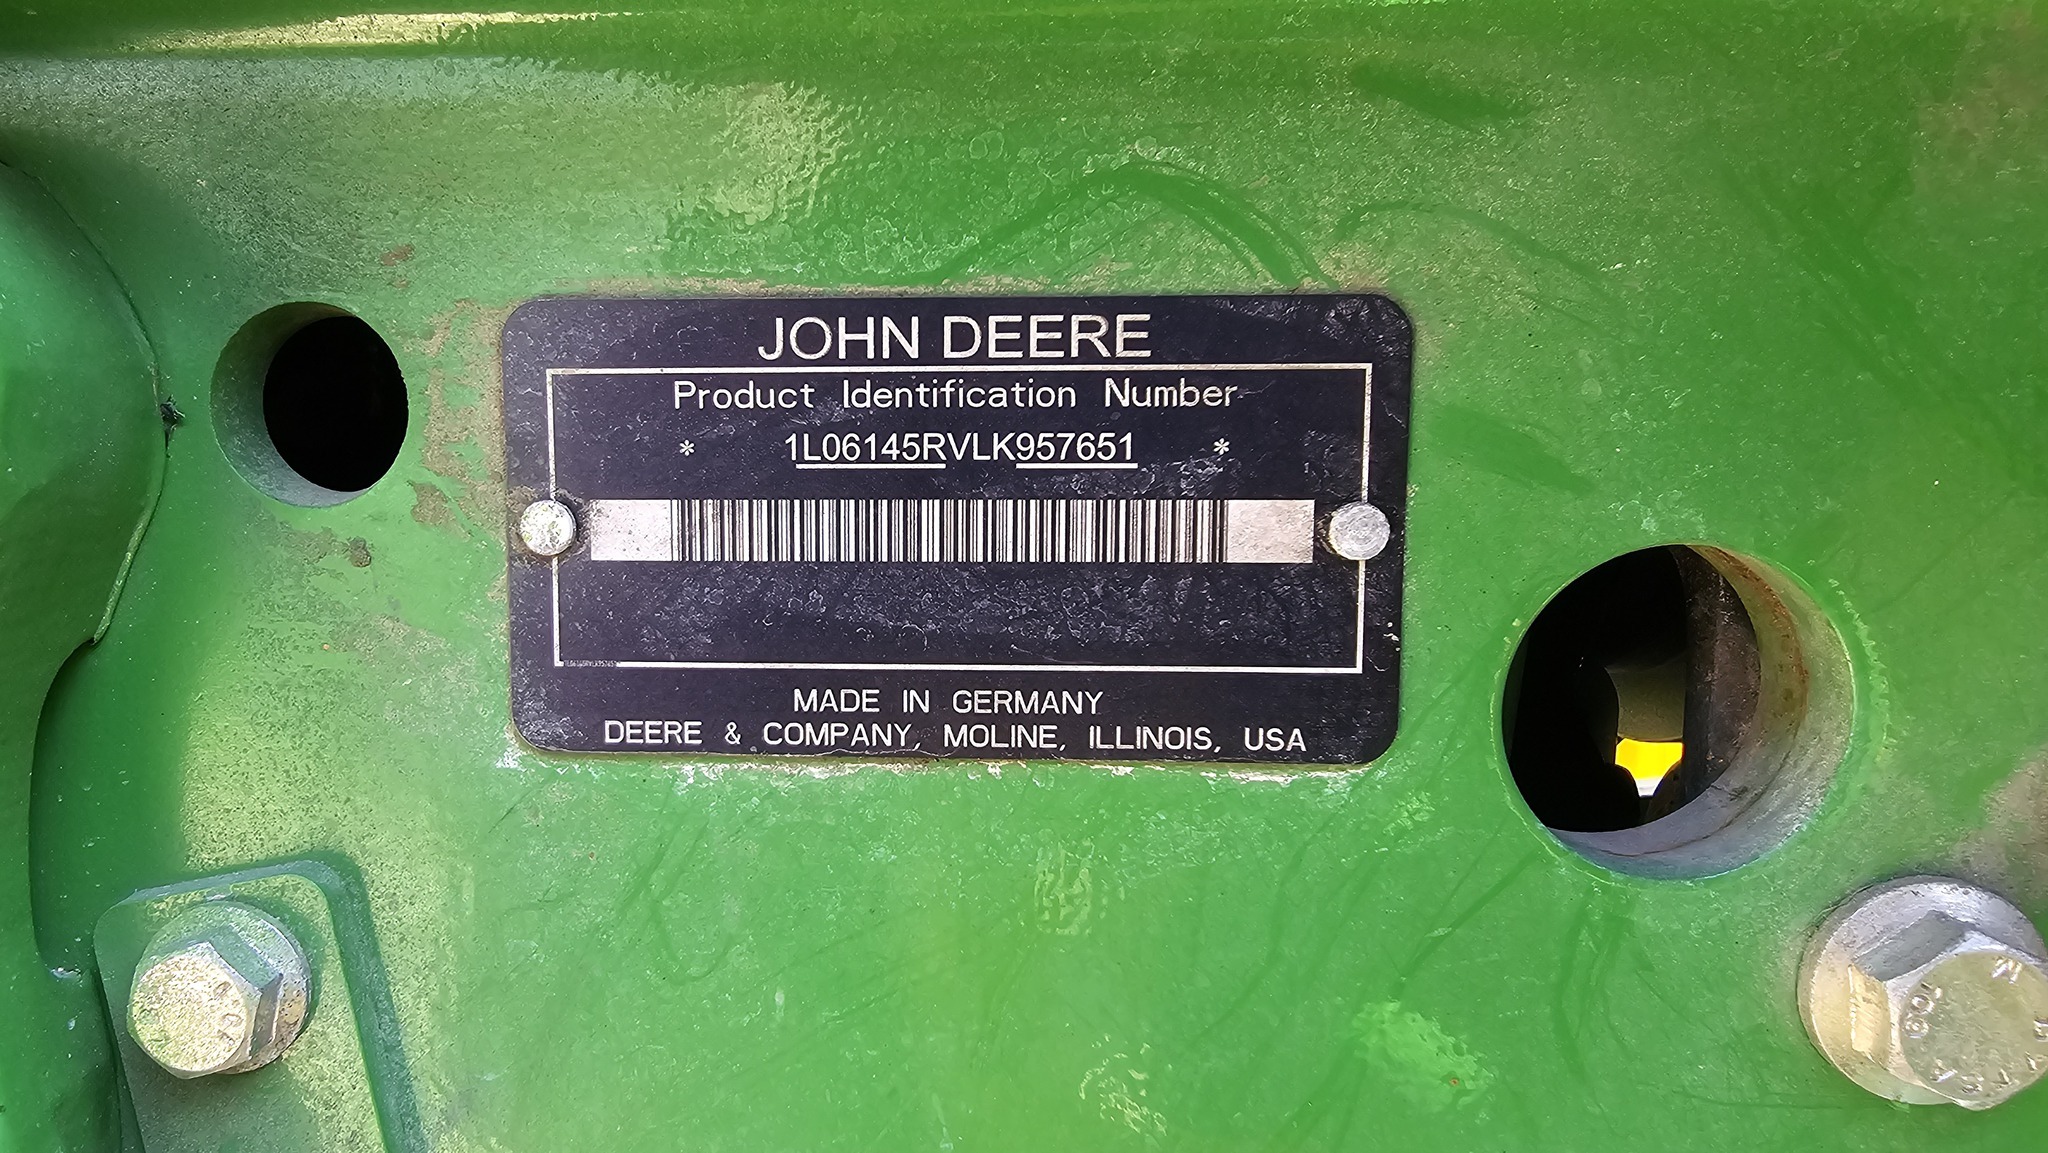 JOHN DEERE
Product Identification Number
* 1L06145RVLK957651 *
MADE IN GERMANY
DEERE & COMPANY, MOLINE, ILLINOIS, USA